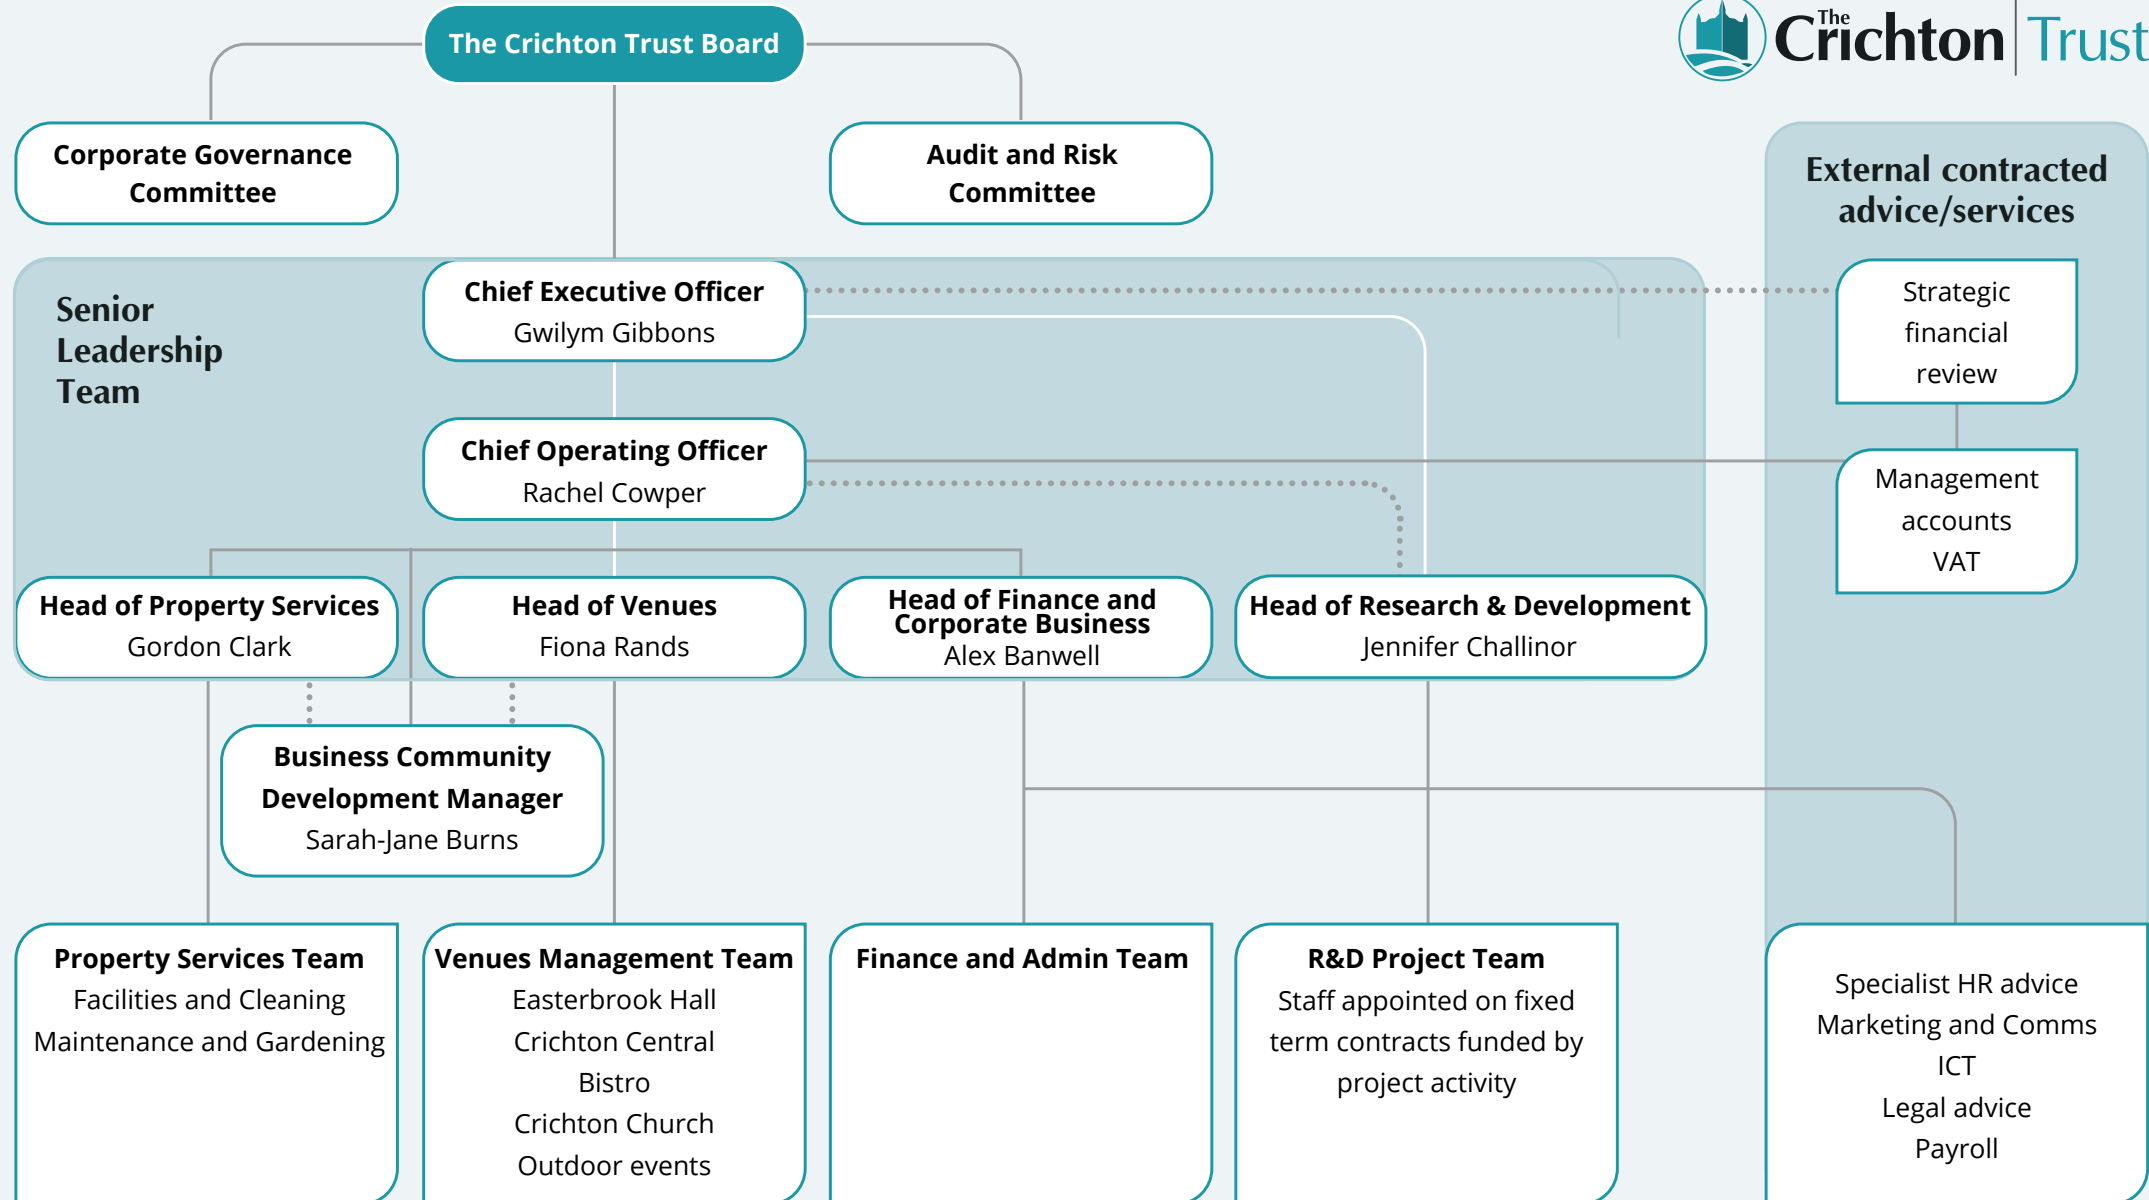 The Crichton Trust Board
The Crichton Trust
Corporate Governance
Committee
Audit and Risk
Committee
External contracted
advice/services
Senior
Leadership
Team
Chief Executive Officer
Gwilym Gibbons
Strategic
financial
review
Chief Operating Officer
Rachel Cowper
Management
accounts
VAT
Head of Property Services
Gordon Clark
Head of Venues
Fiona Rands
Head of Finance and
Corporate Business
Alex Banwell
Head of Research & Development
Jennifer Challinor
Business Community
Development Manager
Sarah-Jane Burns
Property Services Team
Facilities and Cleaning
Maintenance and Gardening
Venues Management Team
Easterbrook Hall
Crichton Central
Bistro
Crichton Church
Outdoor events
Finance and Admin Team
R&D Project Team
Staff appointed on fixed
term contracts funded by
project activity
Specialist HR advice
Marketing and Comms
ICT
Legal advice
Payroll